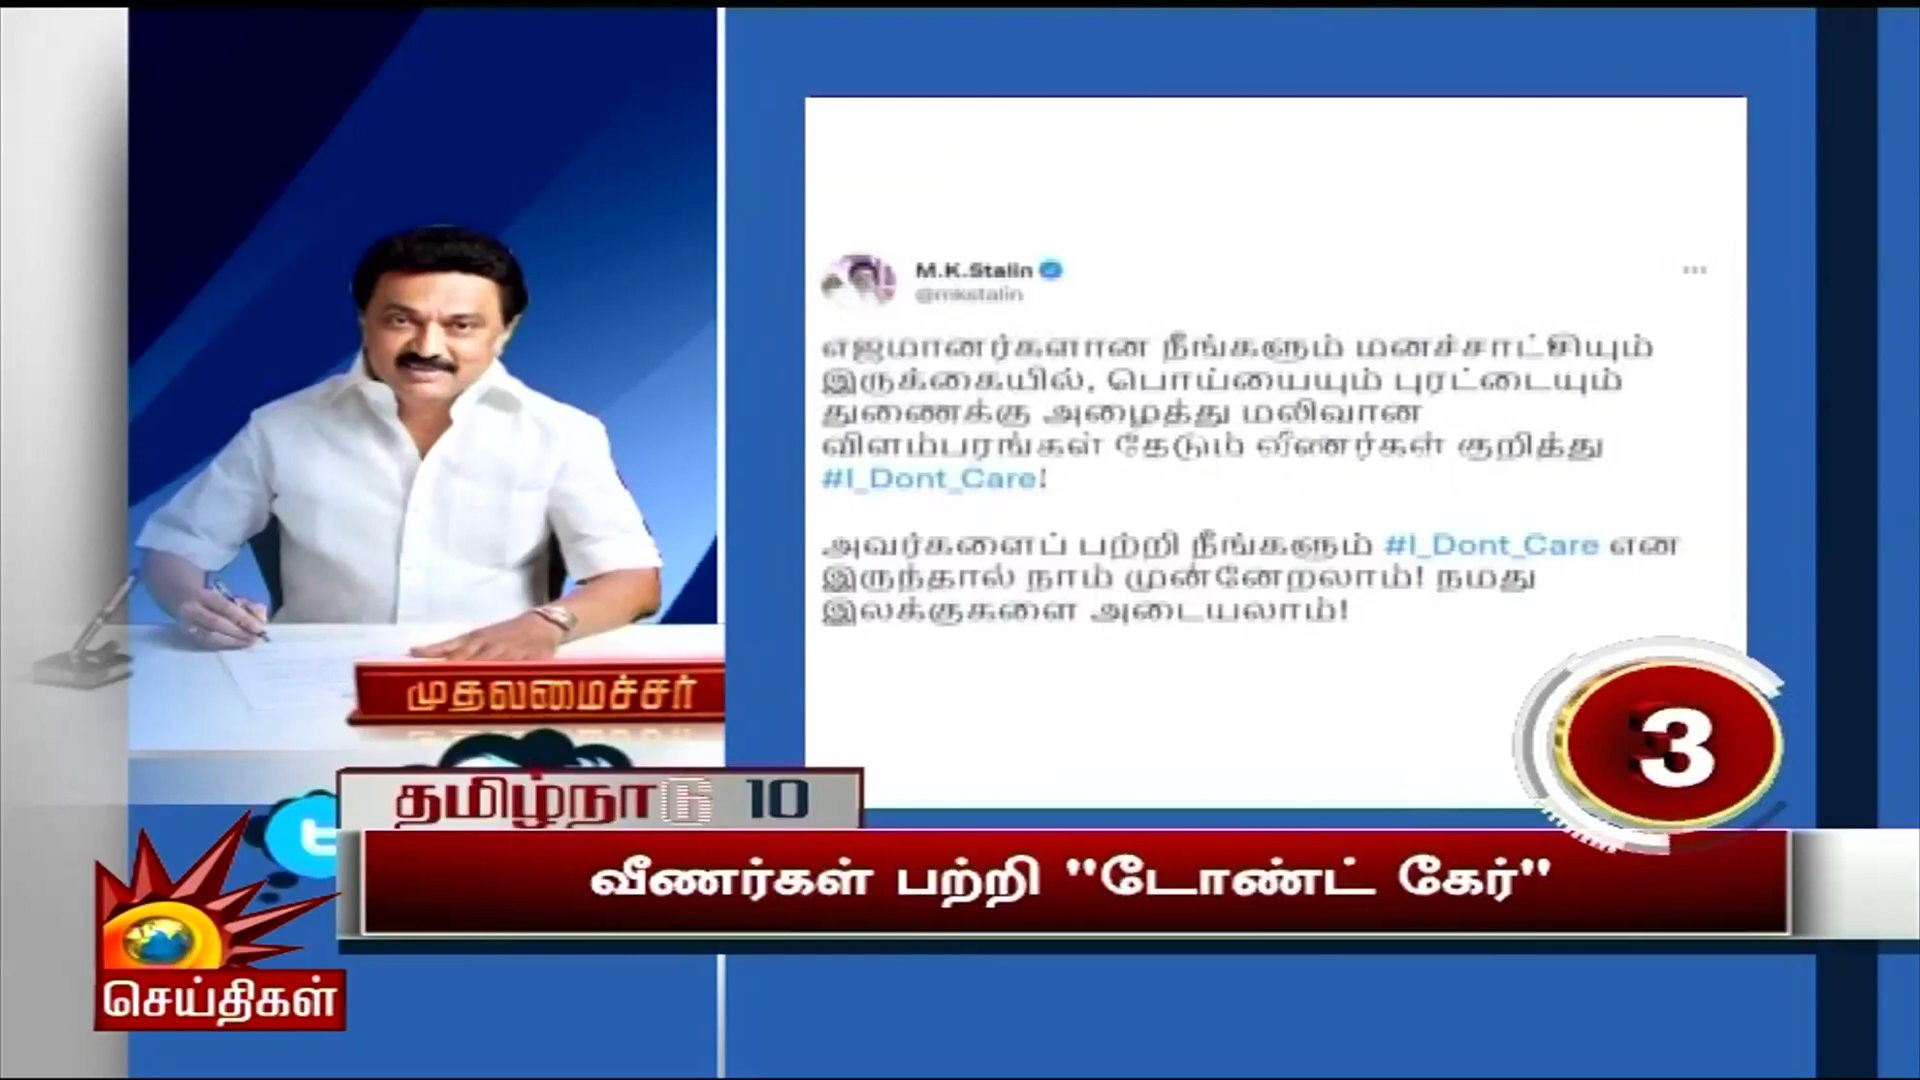 M.K.Stalin
@mkstalin
எஜமானர்களான நீங்களும் மனச்சாட்சியும்
இருக்கையில், பொய்யையும் புரட்டையும்
துணைக்கு அழைத்து மலிவான
விளம்பரங்கள் தேடும் வீணர்கள் குறித்து
#I_Dont_Care!
அவர்களைப் பற்றி நீங்களும் #I_Dont_Care என
இருந்தால் நாம் முன்னேறலாம்! நமது
இலக்குகளை அடையலாம்!
முதலமைச்சர்
3
தமிழ்நாடு 10
வீணர்கள் பற்றி "டோண்ட் கேர்"
செய்திகள்